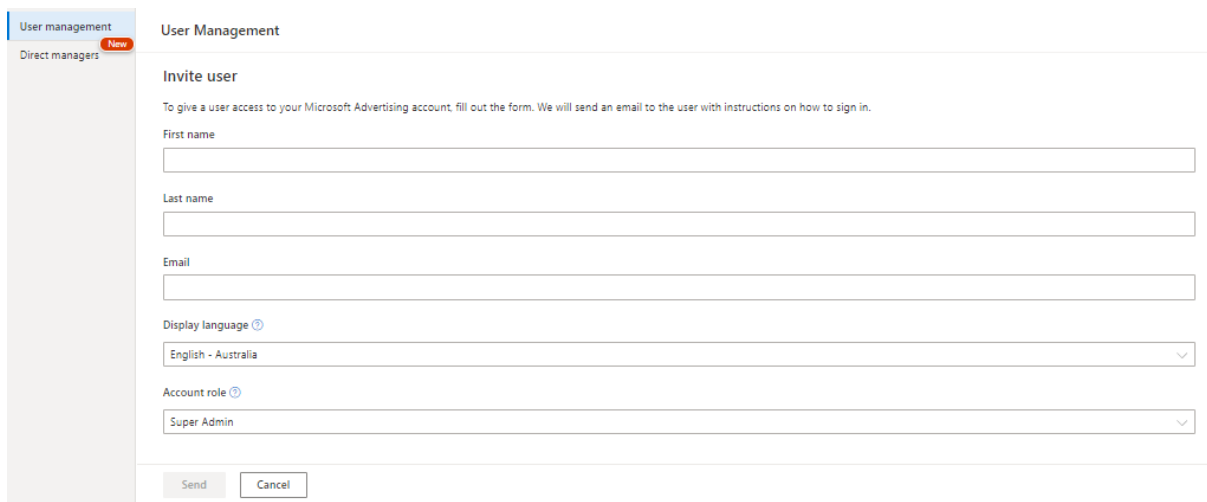 User management
New
Direct managers
User Management
Invite user
To give a user access to your Microsoft Advertising account, fill out the form. We will send an email to the user with instructions on how to sign in.
First name
Last name
Email
Display language
English - Australia
Account role
Super Admin
Send
Cancel